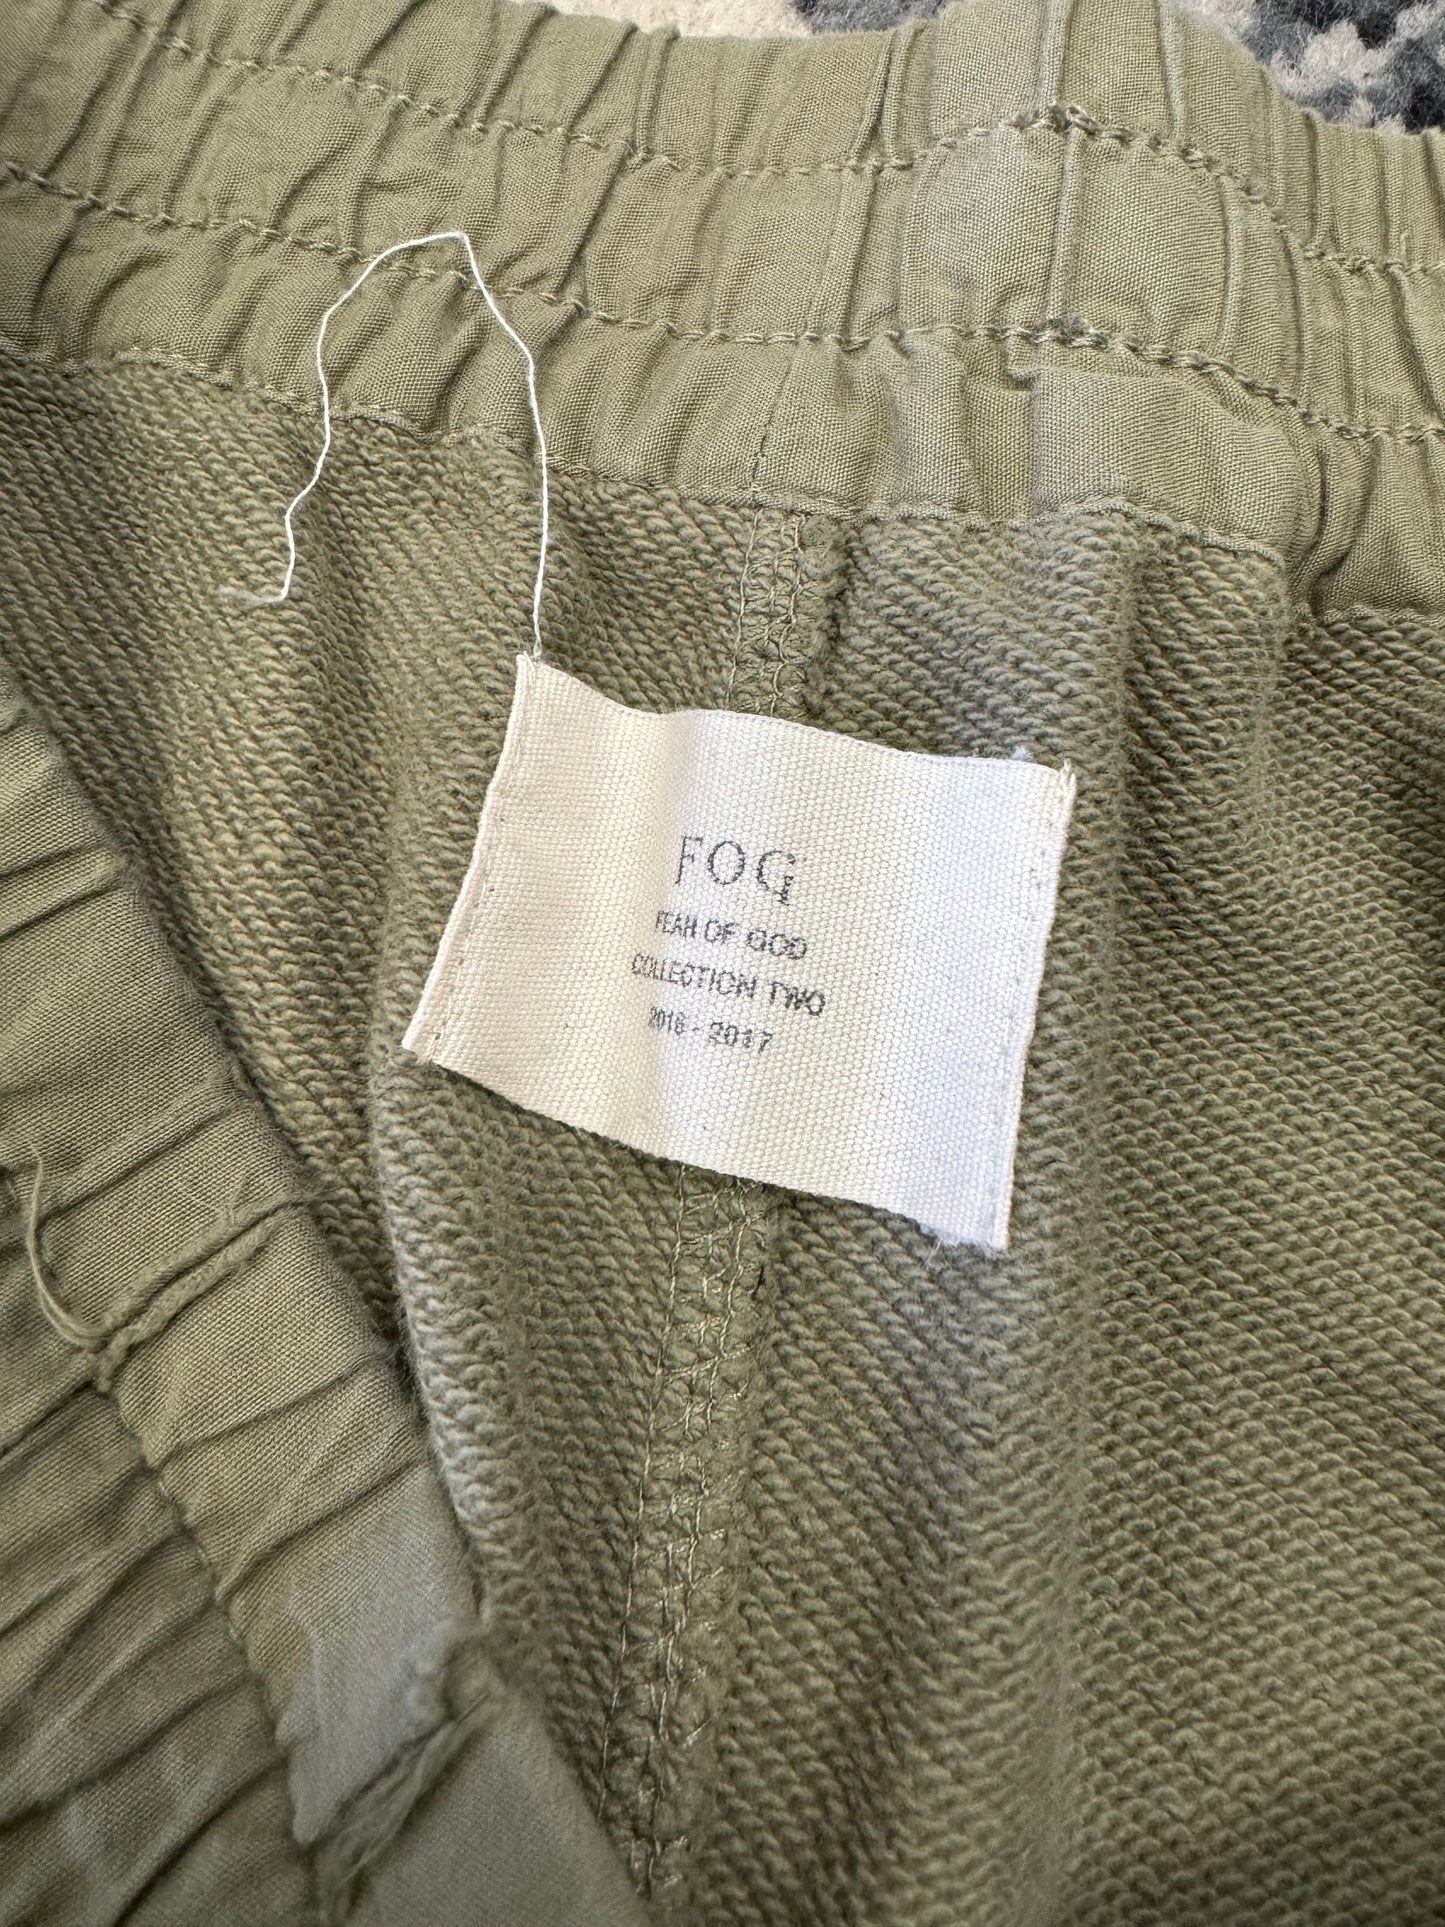 FOG
FEAR OF GOD
COLLECTION TWO
2016 - 2017